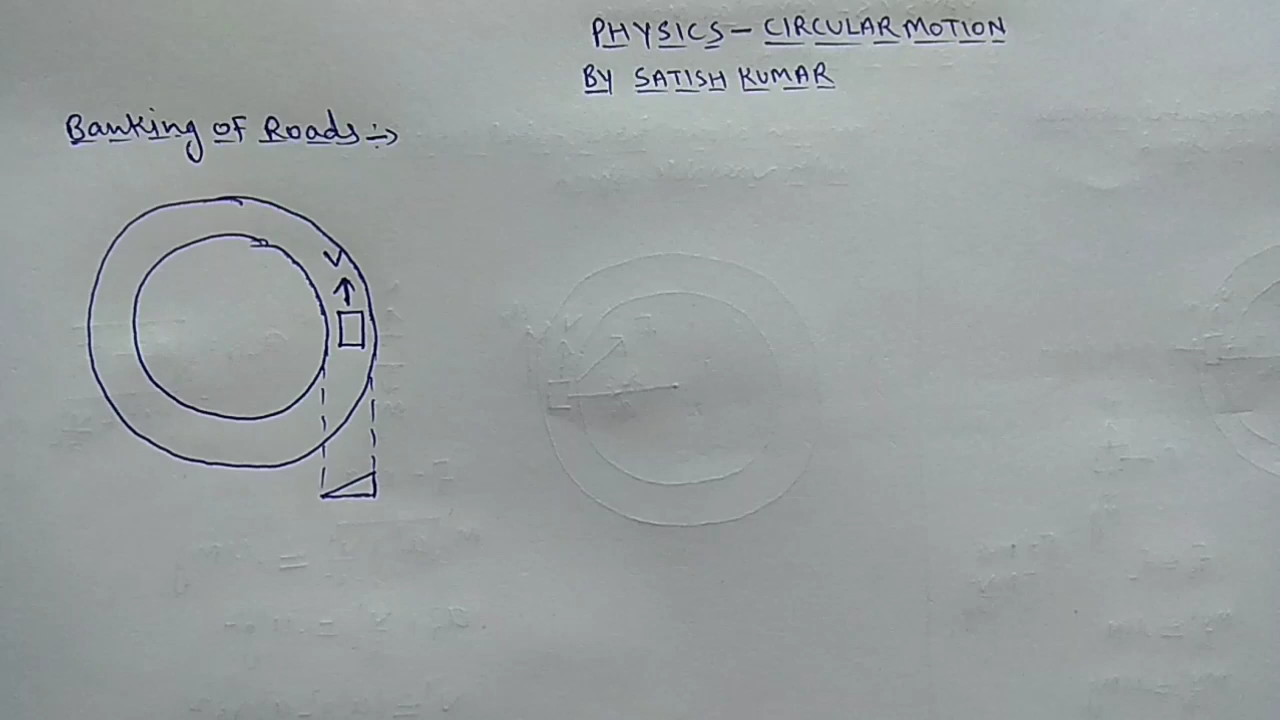 PHYSICS - CIRCULAR MOTION
BY SATISH KUMAR
Banking of Roads :->
V